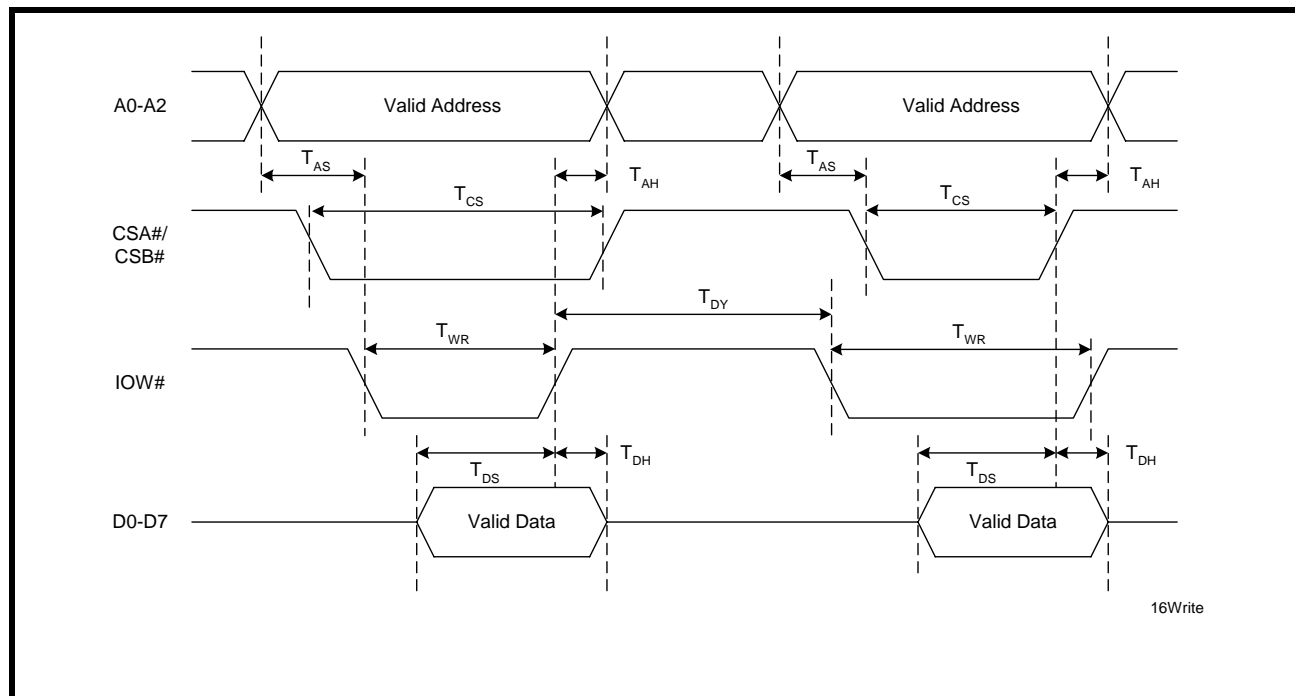 A0-A2
Valid Address
Valid Address
TAS
TAH
TAS
TAH
TCS
TCS
CSA#/
CSB#
TDY
TWR
TWR
IOW#
TDS
TDH
TDS
TDH
D0-D7
Valid Data
Valid Data
16Write